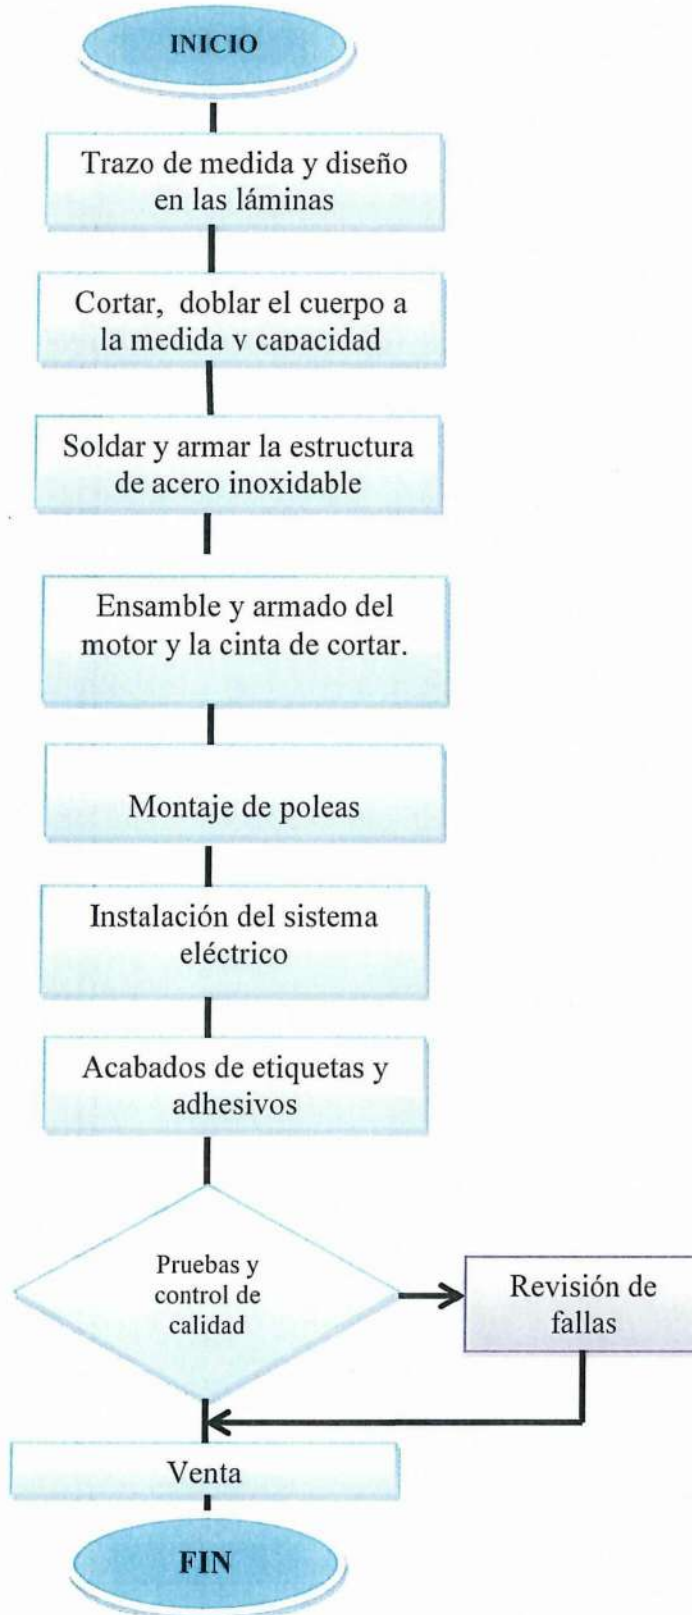 INICIO
Trazo de medida y diseño
en las láminas
Cortar, doblar el cuerpo a
la medida y capacidad
Soldar y armar la estructura
de acero inoxidable
Ensamble y armado del
motor y la cinta de cortar.
Montaje de poleas
Instalación del sistema
eléctrico
Acabados de etiquetas y
adhesivos
Pruebas y
control de
calidad
Revisión de
fallas
Venta
FIN